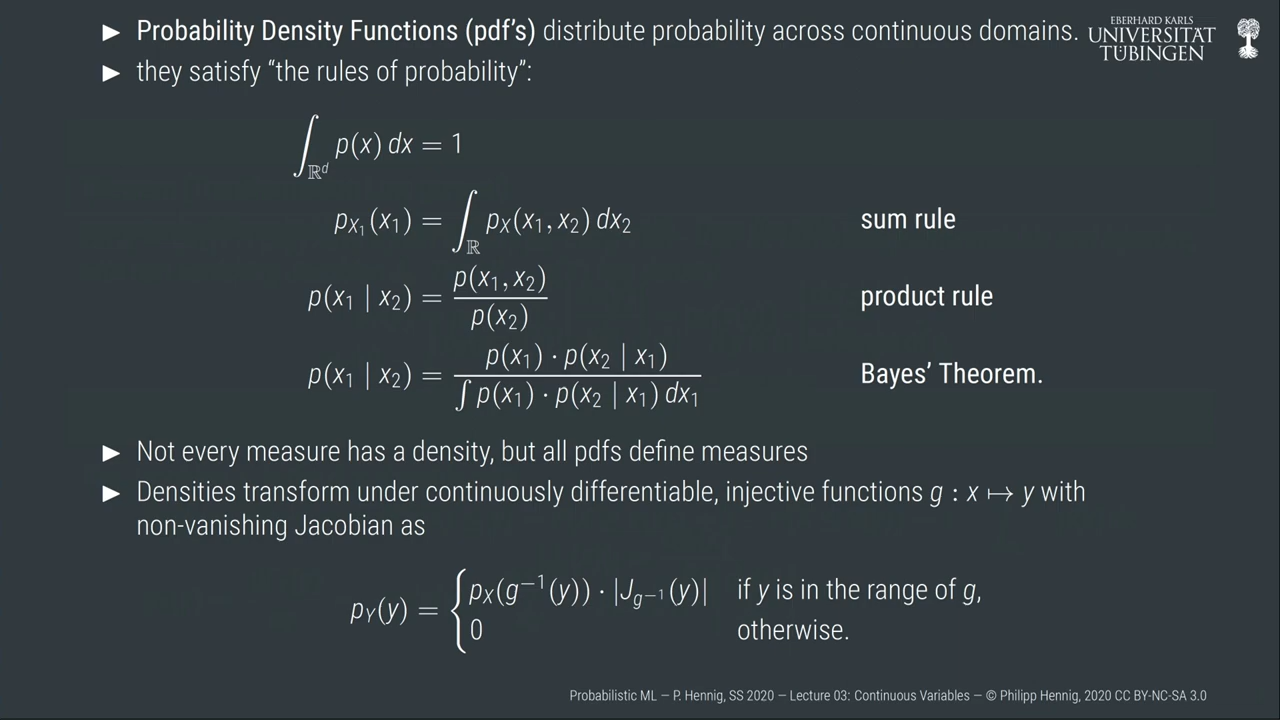 ▶ Probability Density Functions (pdf's) distribute probability across continuous domains.
EBERHARD KARLS
UNIVERSITÄT
TÜBINGEN
▶ they satisfy “the rules of probability”:
∫_{ℝ^d} p(x) dx = 1
p_{X_1}(x_1) = ∫_ℝ p_X(x_1, x_2) dx_2 sum rule
p(x_1 | x_2) = \frac{p(x_1, x_2)}{p(x_2)} product rule
p(x_1 | x_2) = \frac{p(x_1) · p(x_2 | x_1)}{∫ p(x_1) · p(x_2 | x_1) dx_1} Bayes’ Theorem.
▶ Not every measure has a density, but all pdfs define measures
▶ Densities transform under continuously differentiable, injective functions g : x ↦ y with
non-vanishing Jacobian as
p_Y(y) = { p_X(g^{-1}(y)) · |J_{g^{-1}}(y)| if y is in the range of g,
0 otherwise.
Probabilistic ML — P. Hennig, SS 2020 — Lecture 03: Continuous Variables — © Philipp Hennig, 2020 CC BY-NC-SA 3.0